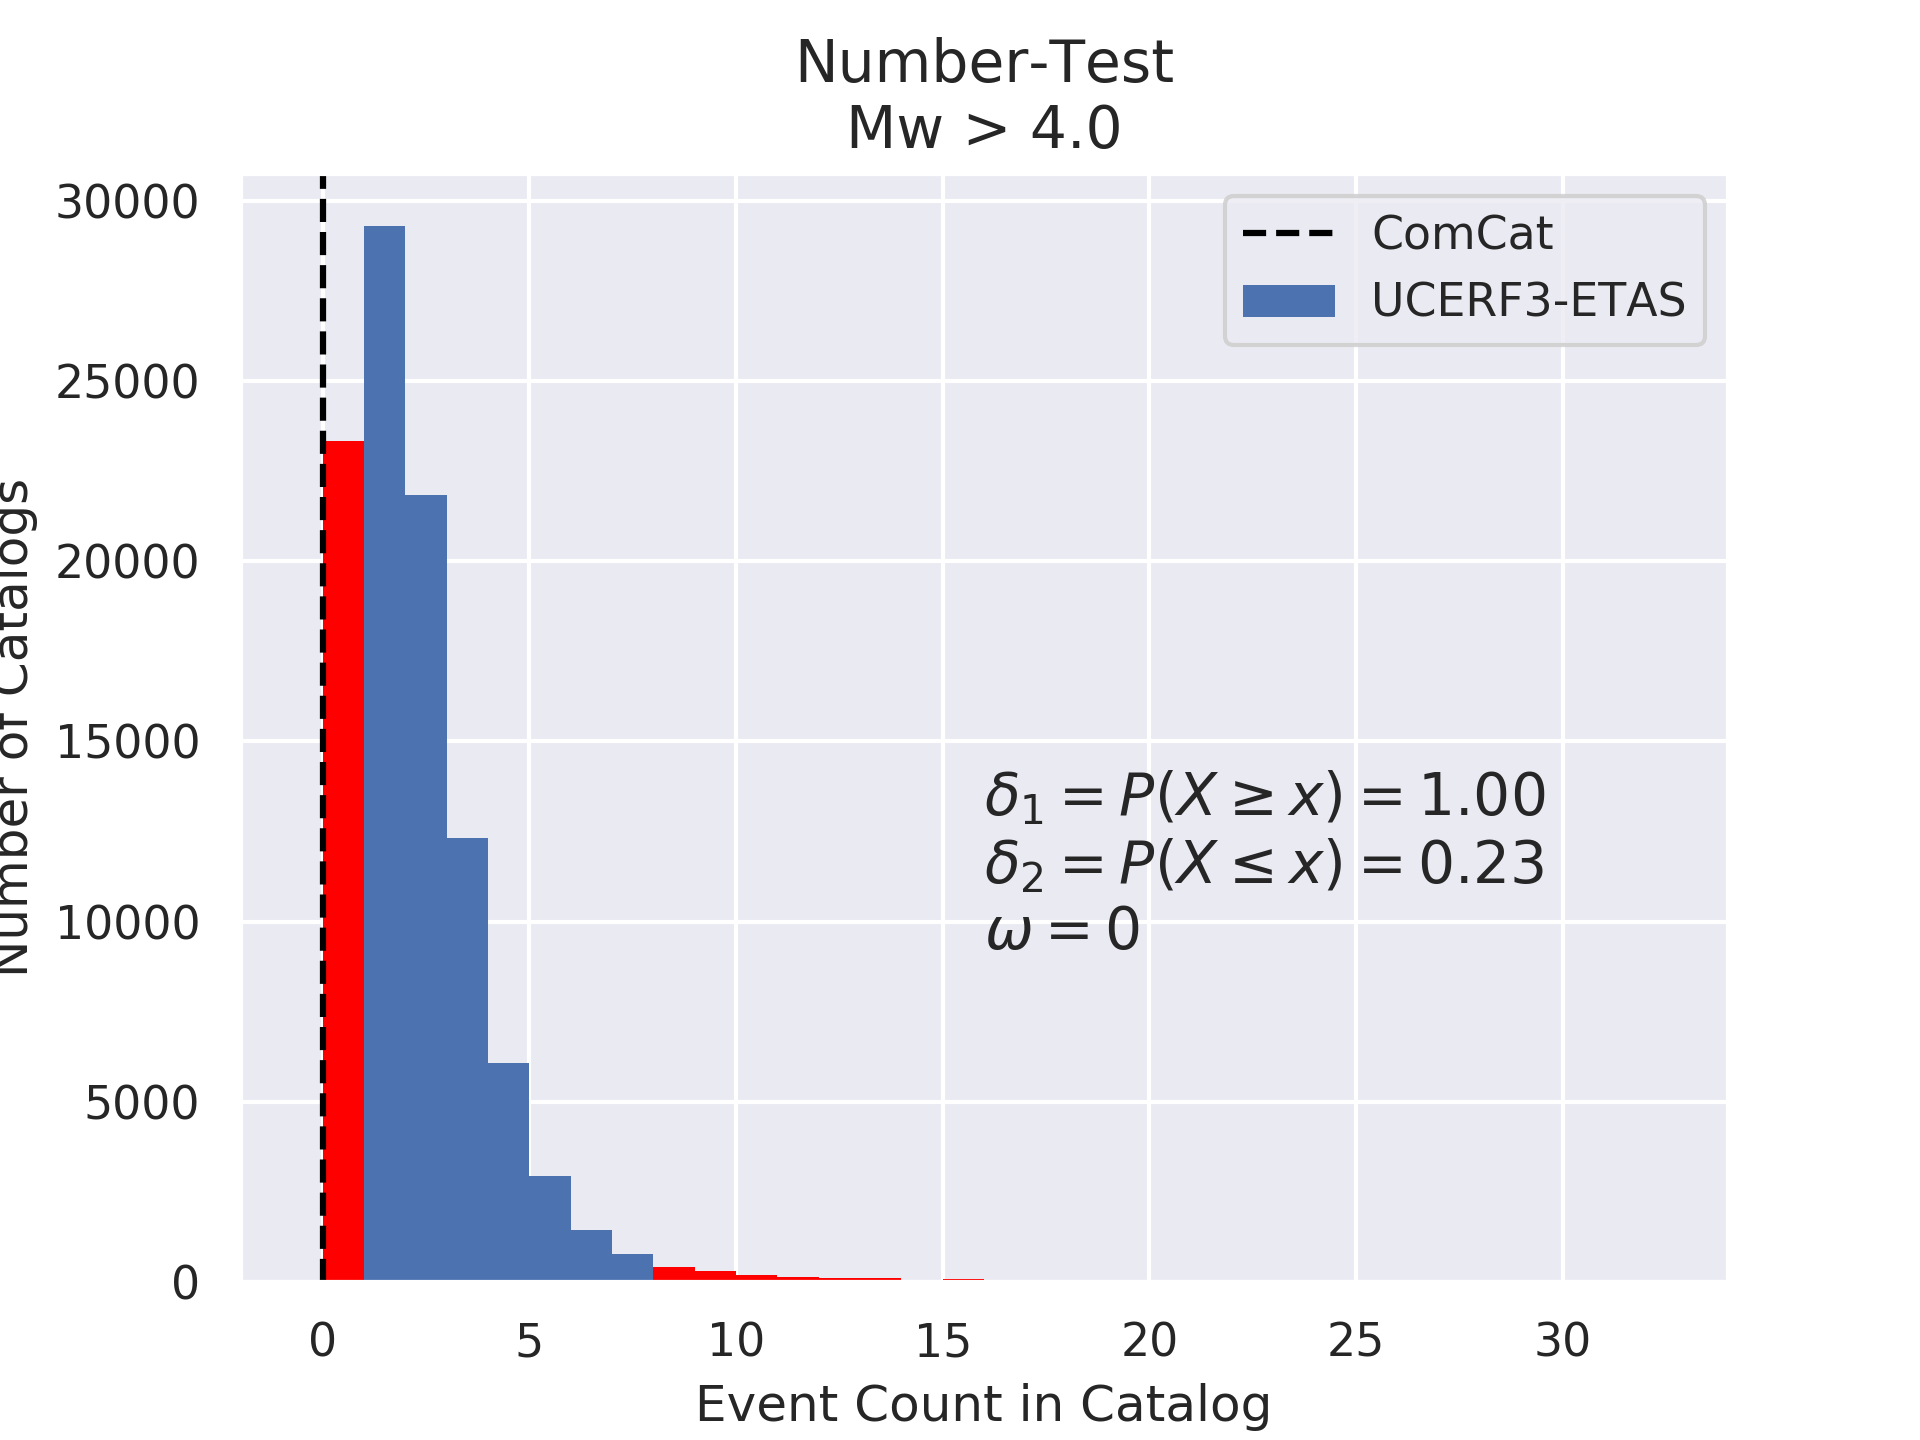 Number-Test
Mw > 4.0
30000
25000
20000
15000
10000
5000
0
Number of Catalogs
ComCat
UCERF3-ETAS
δ₁ = P(X ≥ x) = 1.00
δ₂ = P(X ≤ x) = 0.23
ω = 0
0 5 10 15 20 25 30
Event Count in Catalog